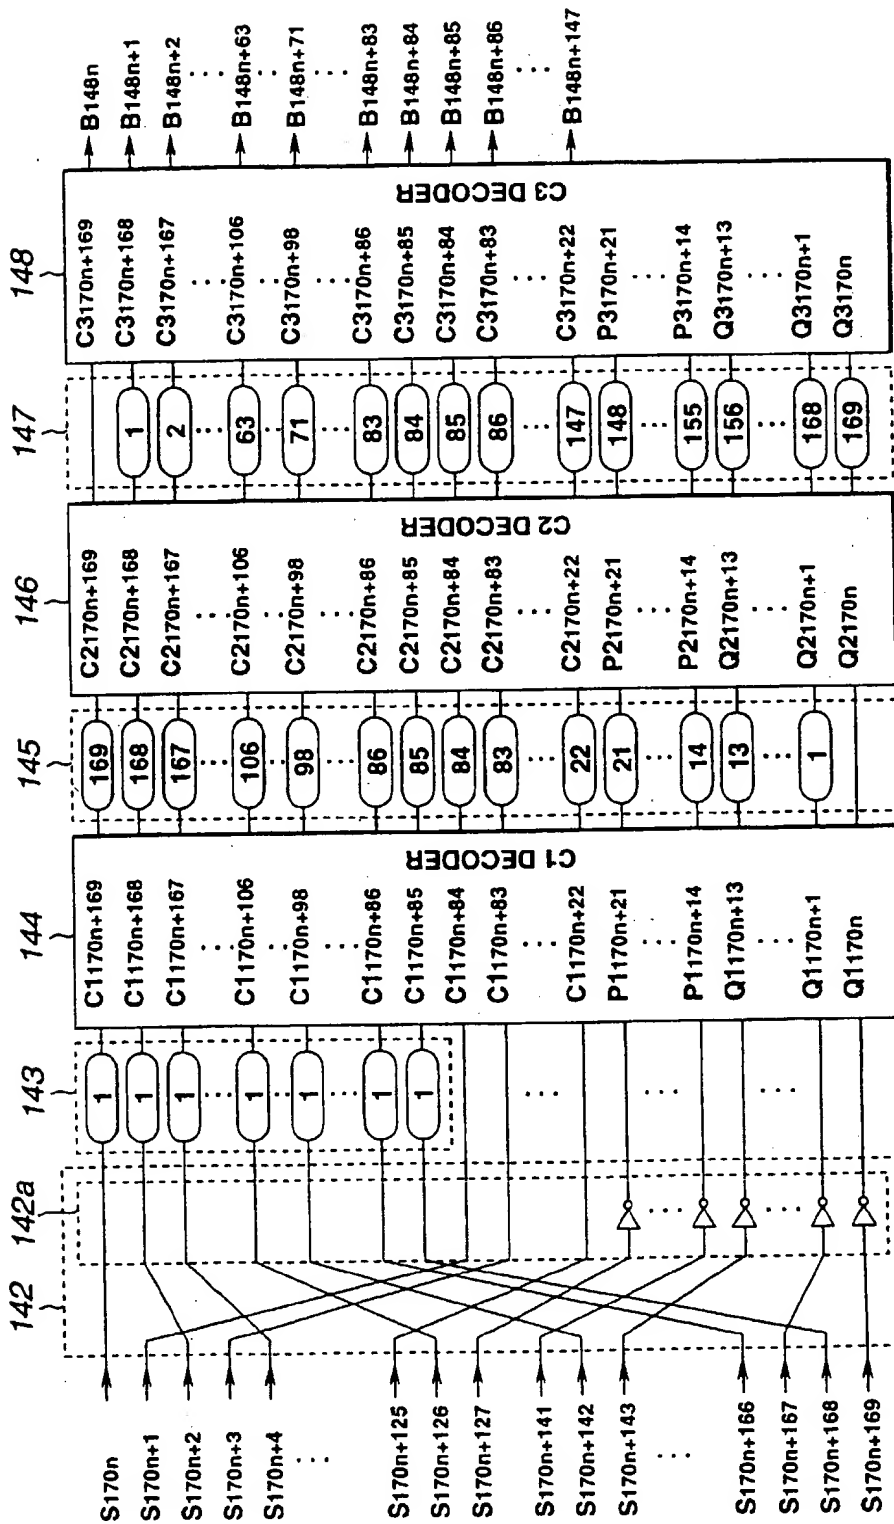 142
142a
143
144
145
146
147
148
S170n
S170n+1
S170n+2
S170n+3
S170n+4
...
S170n+125
S170n+126
S170n+127
S170n+141
S170n+142
S170n+143
...
S170n+166
S170n+167
S170n+168
S170n+169
1
1
1
1
1
1
1
C1170n+169
C1170n+168
C1170n+167
C1170n+106
C1170n+98
C1170n+86
C1170n+85
C1170n+84
C1170n+83
C1170n+22
P1170n+21
P1170n+14
Q1170n+13
Q1170n+1
Q1170n
C1 DECODER
169
168
167
106
98
86
85
84
83
22
21
14
13
1
C2170n+169
C2170n+168
C2170n+167
C2170n+106
C2170n+98
C2170n+86
C2170n+85
C2170n+84
C2170n+83
C2170n+22
P2170n+21
P2170n+14
Q2170n+13
Q2170n+1
Q2170n
C2 DECODER
1
2
63
71
83
84
85
86
147
148
155
156
168
169
C3170n+169
C3170n+168
C3170n+167
C3170n+106
C3170n+98
C3170n+86
C3170n+85
C3170n+84
C3170n+83
C3170n+22
P3170n+21
P3170n+14
Q3170n+13
Q3170n+1
Q3170n
C3 DECODER
B148n
B148n+1
B148n+2
B148n+63
B148n+71
B148n+83
B148n+84
B148n+85
B148n+86
B148n+147